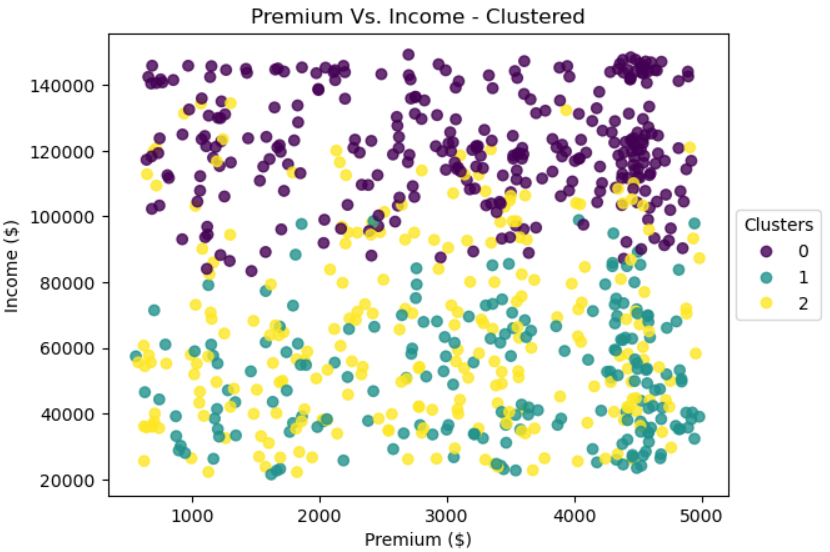 Premium Vs. Income - Clustered
140000
120000
100000
80000
60000
40000
20000
Income ($)
1000 2000 3000 4000 5000
Premium ($)
Clusters
0
1
2